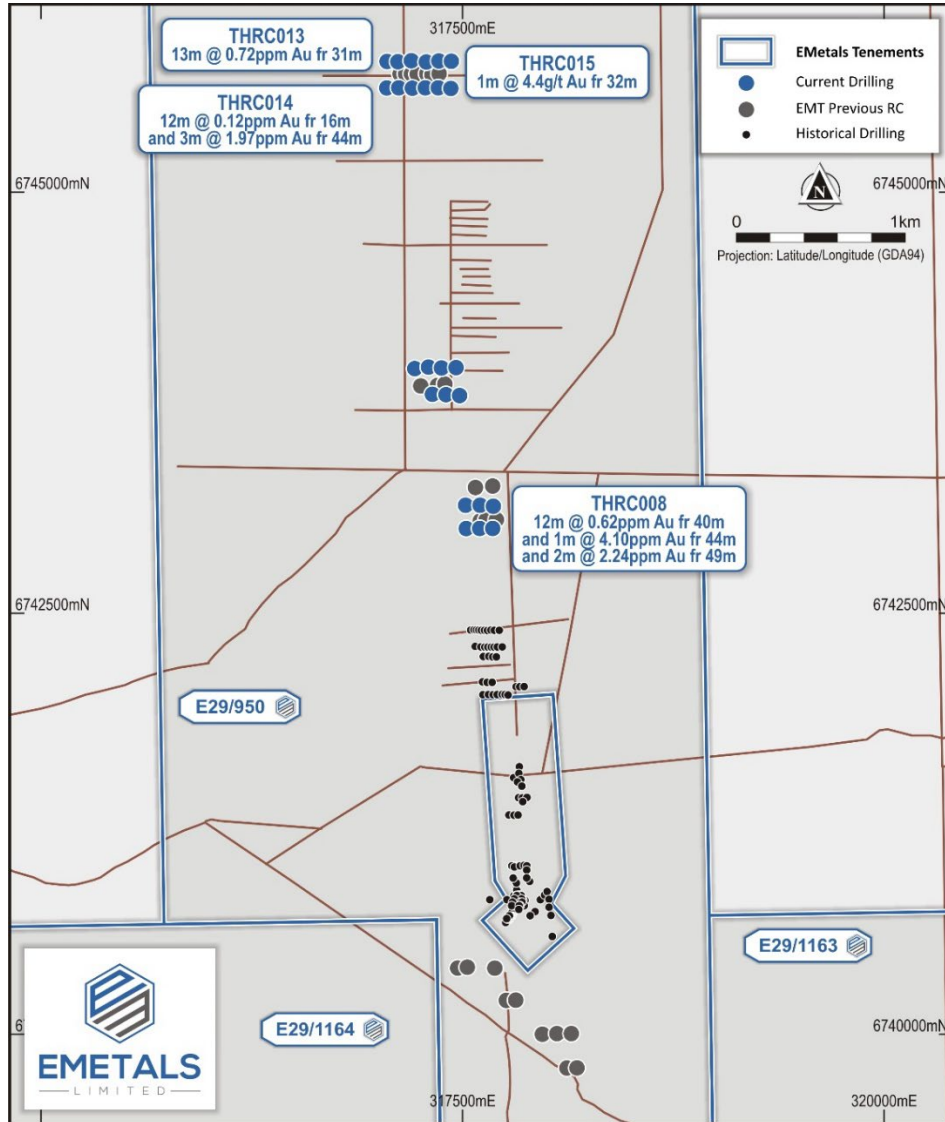 317500mE
THRC013
13m @ 0.72ppm Au fr 31m
THRC015
1m @ 4.4g/t Au fr 32m
THRC014
12m @ 0.12ppm Au fr 16m
and 3m @ 1.97ppm Au fr 44m
EMetals Tenements
Current Drilling
EMT Previous RC
Historical Drilling
6745000mN
6745000mN
N
0
1km
Projection: Latitude/Longitude (GDA94)
THRC008
12m @ 0.62ppm Au fr 40m
and 1m @ 4.10ppm Au fr 44m
and 2m @ 2.24ppm Au fr 49m
6742500mN
6742500mN
E29/950
E29/1163
E29/1164
EMETALS
LIMITED
6740000mN
317500mE
320000mE